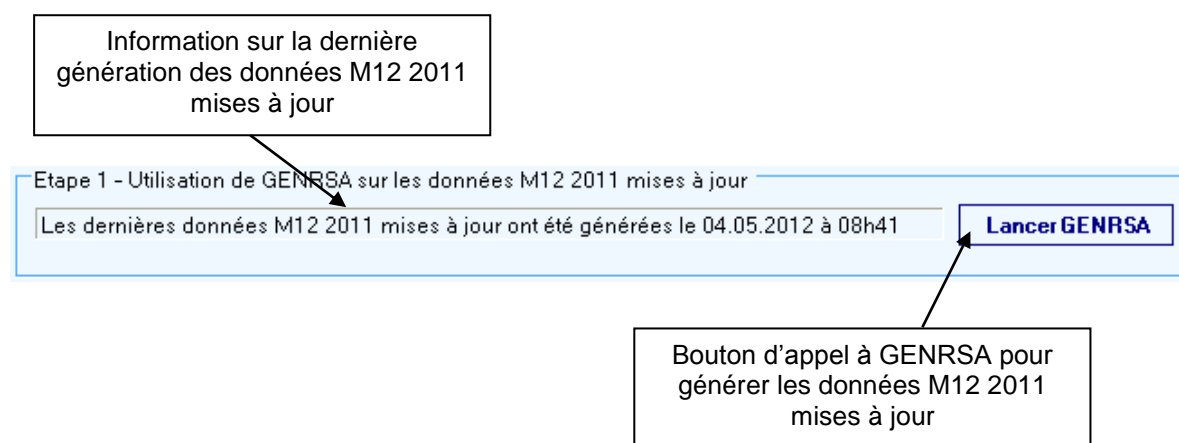 Information sur la dernière
génération des données M12 2011
mises à jour
Etape 1 - Utilisation de GENRSA sur les données M12 2011 mises à jour
Les dernières données M12 2011 mises à jour ont été générées le 04.05.2012 à 08h41
Lancer GENRSA
Bouton d'appel à GENRSA pour
générer les données M12 2011
mises à jour